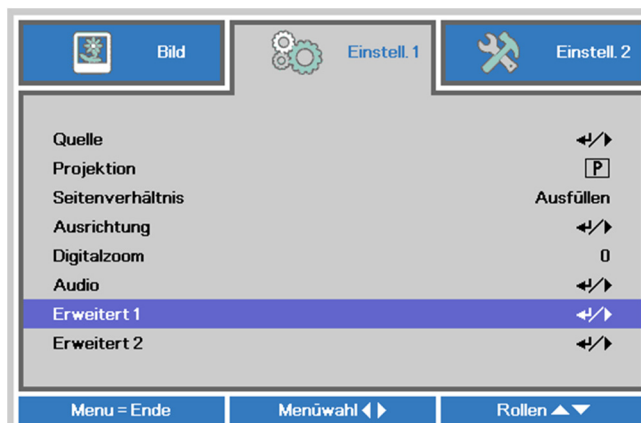 Bild Einstell. 1 Einstell. 2
Quelle
Projektion P
Seitenverhältnis Ausfüllen
Ausrichtung
Digitalzoom 0
Audio
Erweitert 1
Erweitert 2
Menu = Ende Menüwahl Rollen